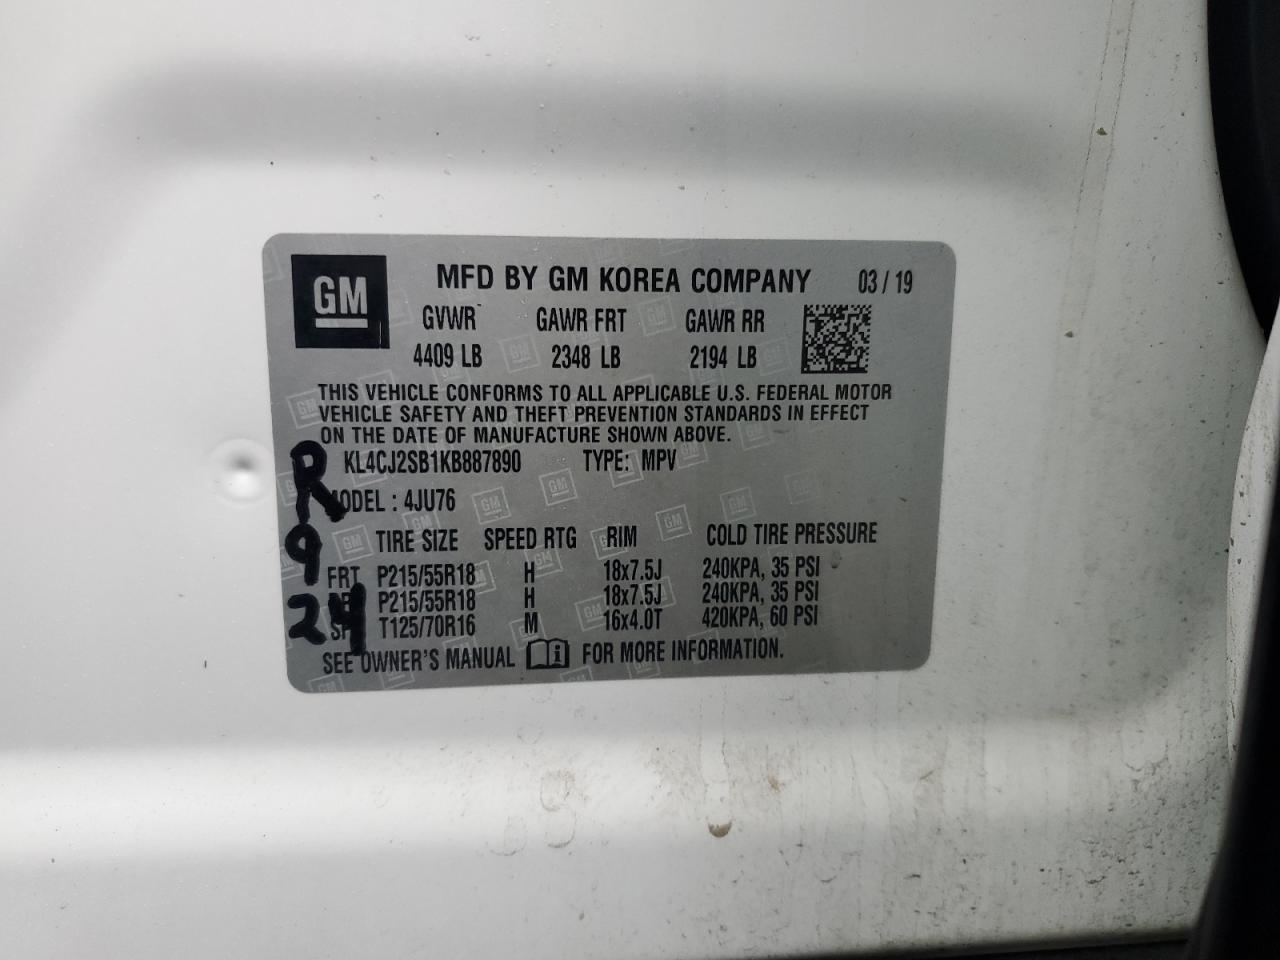 GM
MFD BY GM KOREA COMPANY 03 / 19
GVWR GAWR FRT GAWR RR
4409 LB 2348 LB 2194 LB
THIS VEHICLE CONFORMS TO ALL APPLICABLE U.S. FEDERAL MOTOR
VEHICLE SAFETY AND THEFT PREVENTION STANDARDS IN EFFECT
ON THE DATE OF MANUFACTURE SHOWN ABOVE.
R
KL4CJ2SB1KB887890 TYPE: MPV
MODEL : 4JU76
9
TIRE SIZE SPEED RTG RIM COLD TIRE PRESSURE
FRT P215/55R18 H 18x7.5J 240KPA, 35 PSI
P215/55R18 H 18x7.5J 240KPA, 35 PSI
24
T125/70R16 M 16x4.0T 420KPA, 60 PSI
SEE OWNER'S MANUAL i FOR MORE INFORMATION.